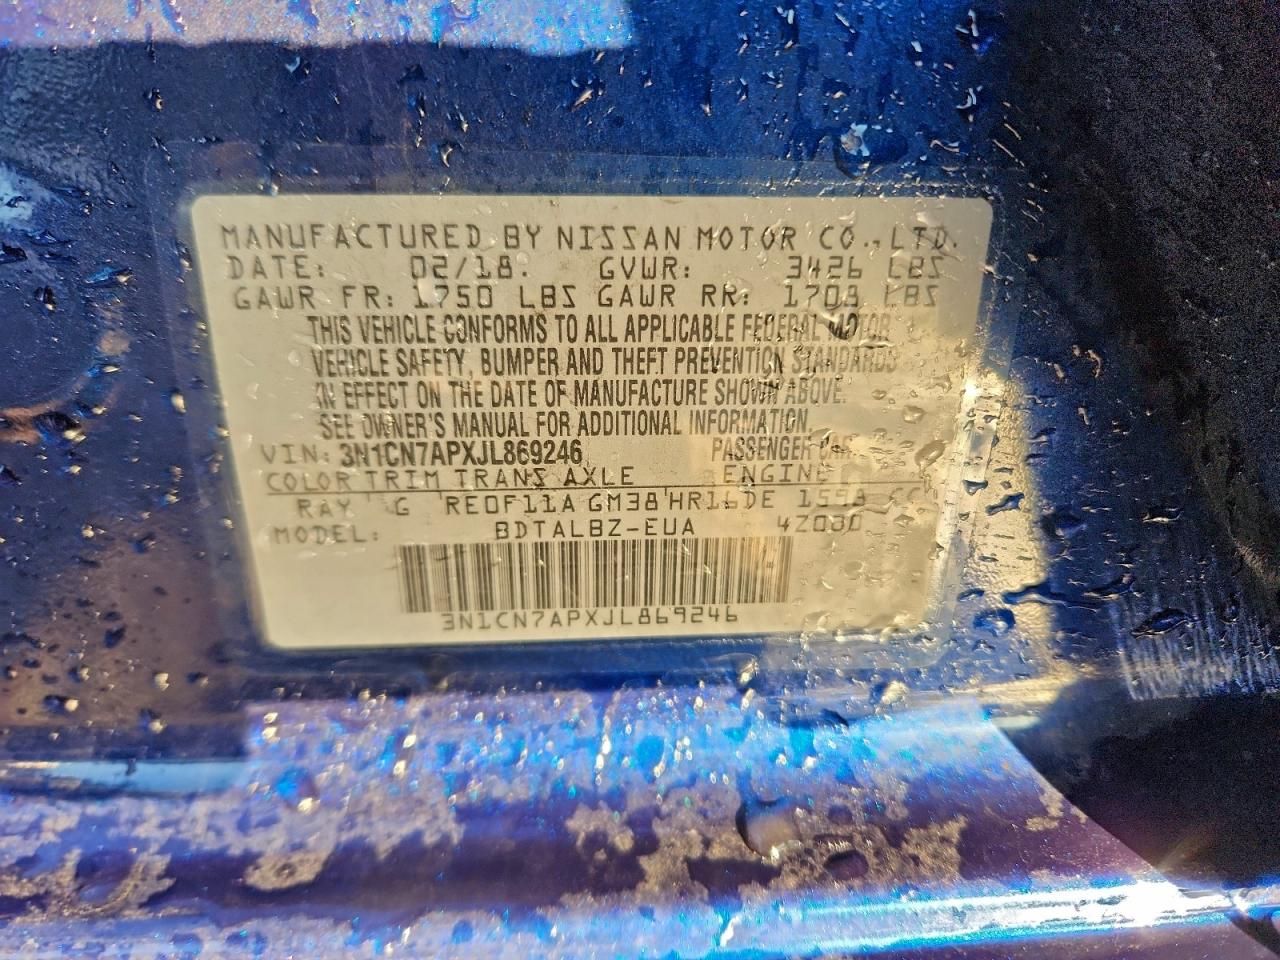 MANUFACTURED BY NISSAN MOTOR CO., LTD.
DATE: 02/18. GVWR: 3426 LBS
GAWR FR: 1750 LBS GAWR RR: 1703 LBS
THIS VEHICLE CONFORMS TO ALL APPLICABLE FEDERAL MOTOR
VEHICLE SAFETY, BUMPER AND THEFT PREVENTION STANDARDS
IN EFFECT ON THE DATE OF MANUFACTURE SHOWN ABOVE.
SEE OWNER'S MANUAL FOR ADDITIONAL INFORMATION.
VIN: 3N1CN7APXJL869246 PASSENGER CAR
COLOR TRIM TRANS AXLE ENGINE
RAY G RE0F11A GM38 HR16DE 1598 CC
MODEL: BDTALBZ-EUA
3N1CN7APXJL869246